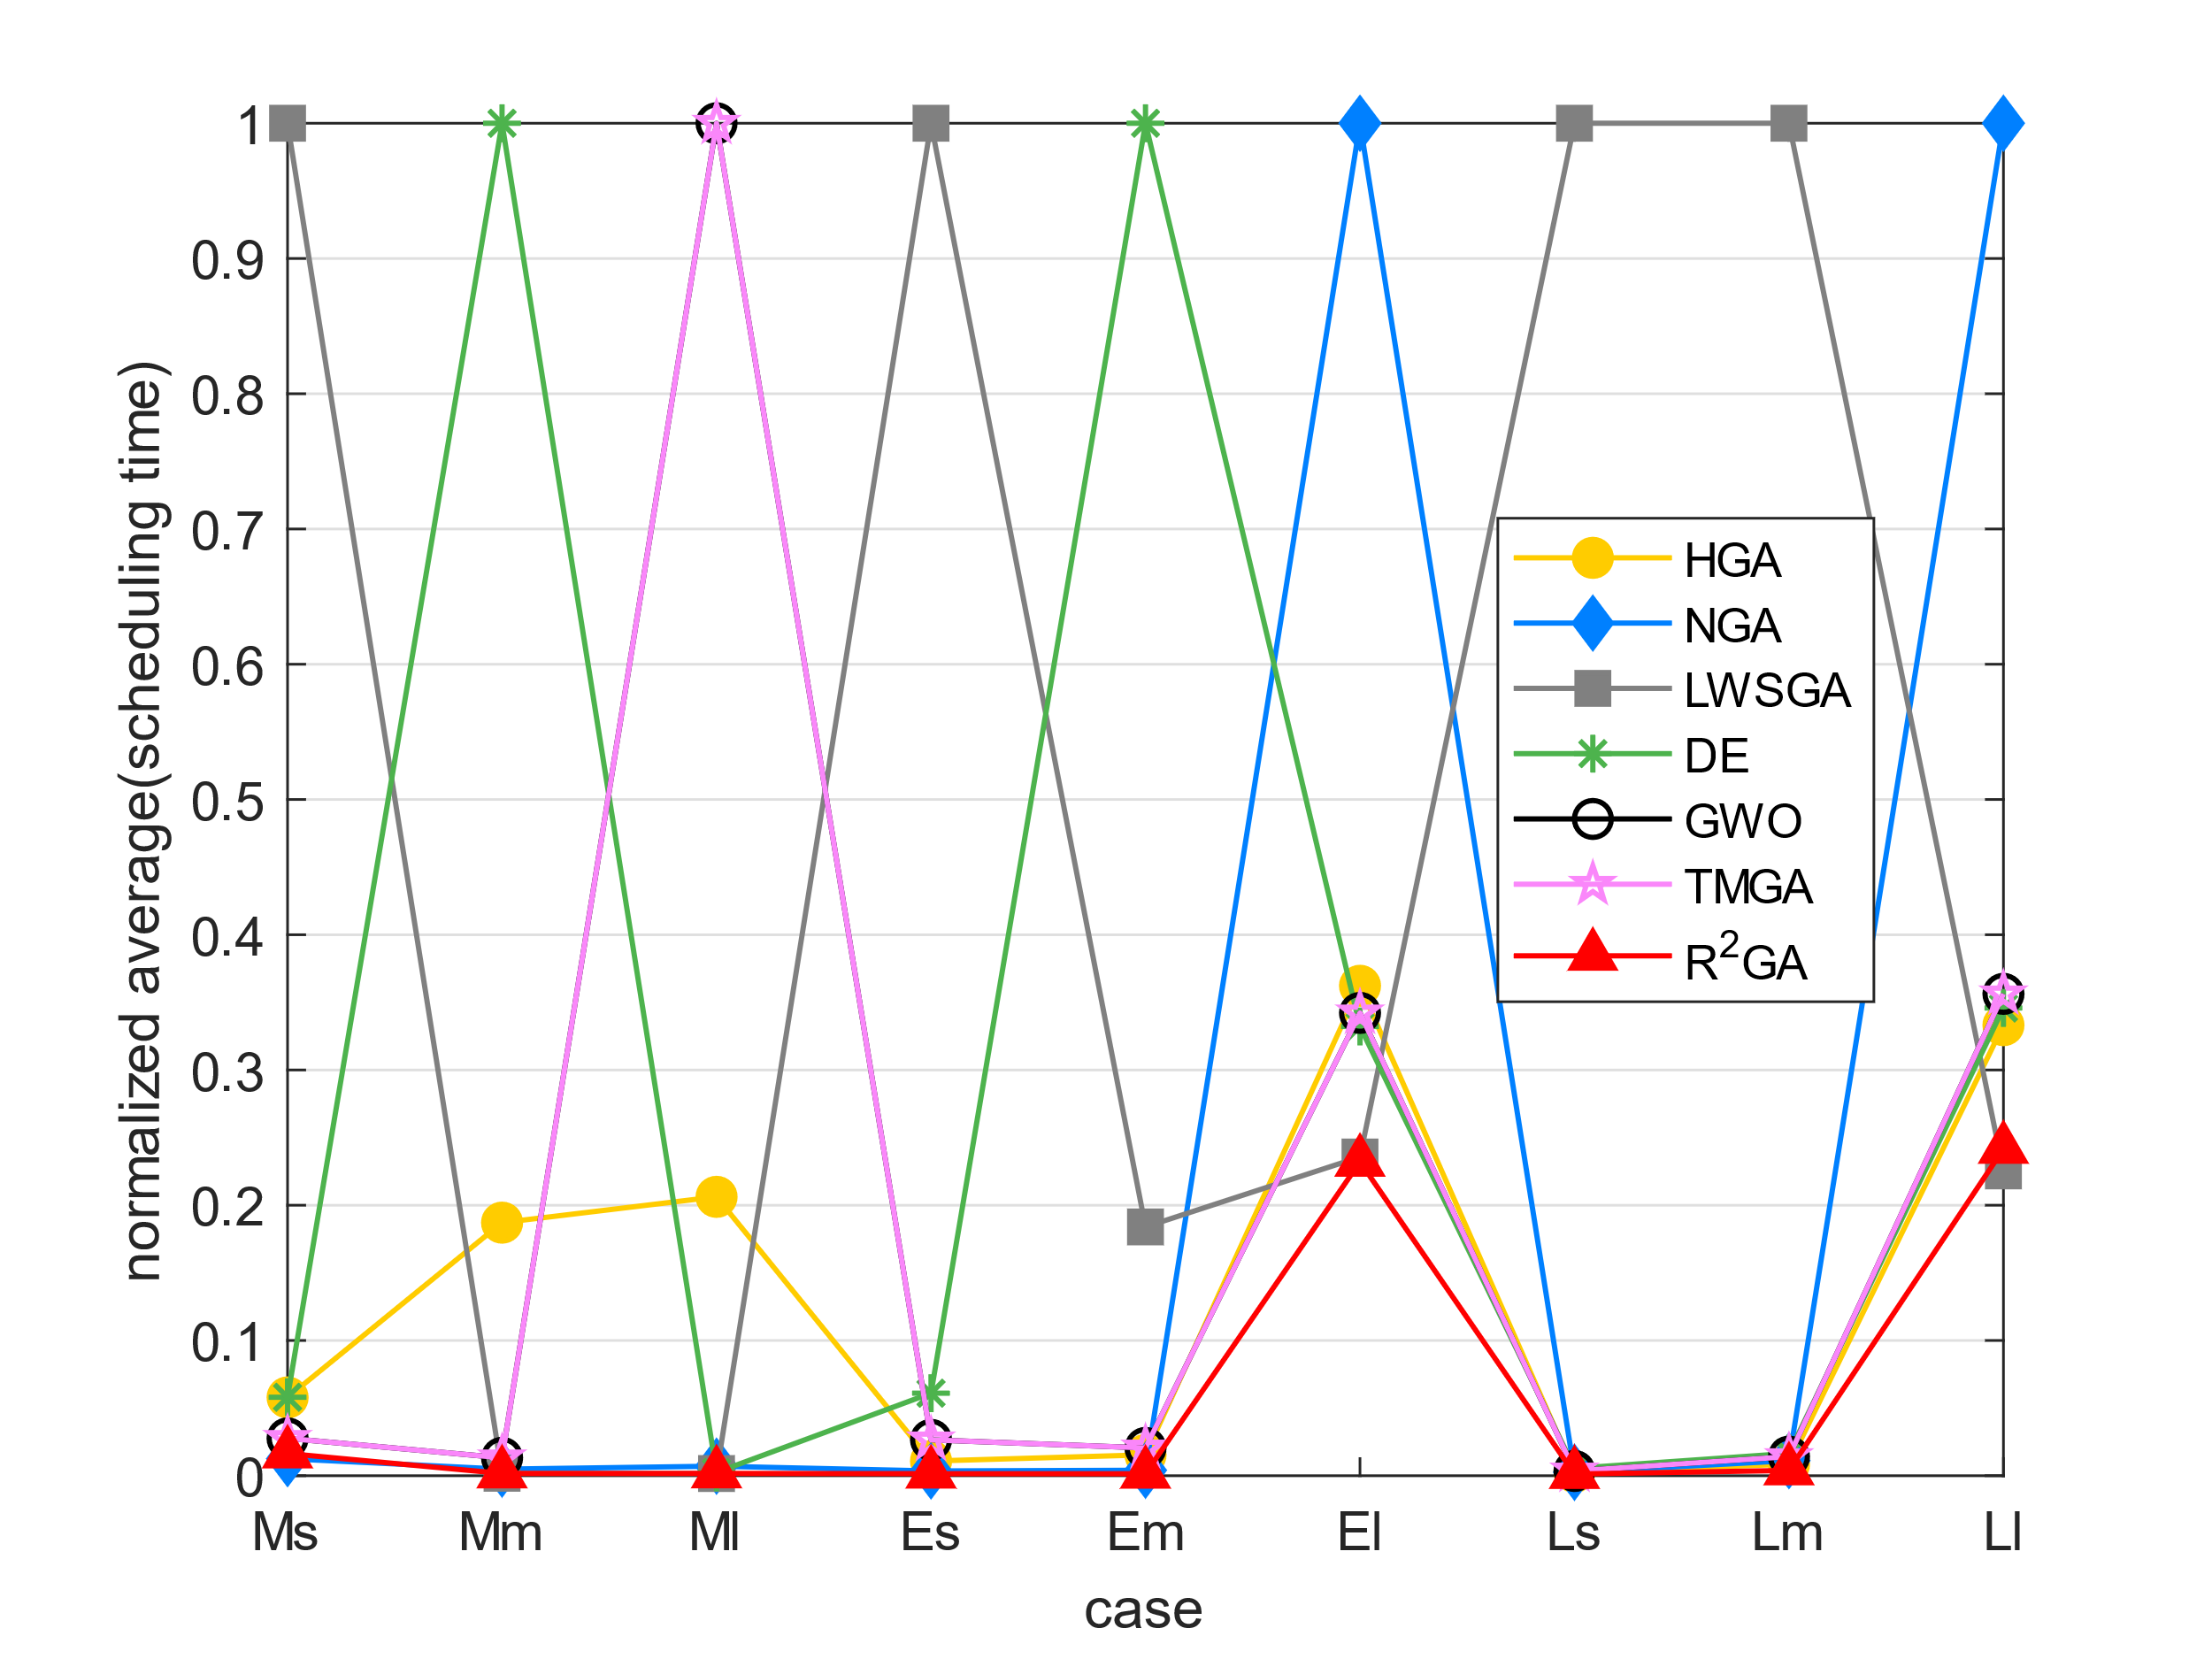 normalized average(scheduling time)
1
0.9
0.8
0.7
0.6
0.5
0.4
0.3
0.2
0.1
0
HGA
NGA
LWSGA
DE
GWO
TMGA
R²GA
Ms Mm Ml Es Em El Ls Lm Ll
case